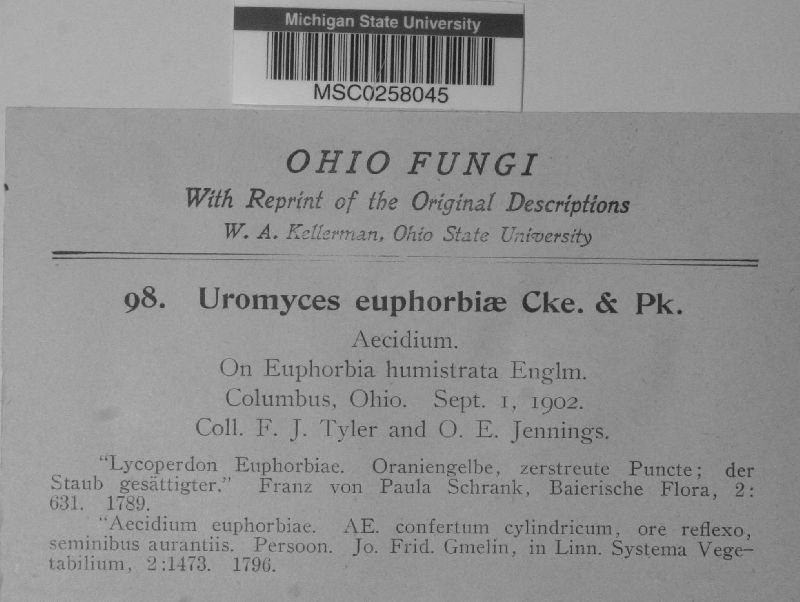 Michigan State University
MSC0258045
OHIO FUNGI
With Reprint of the Original Descriptions
W. A. Kellerman, Ohio State University
98. Uromyces euphorbiæ Cke. & Pk.
Aecidium.
On Euphorbia humistrata Englm.
Columbus, Ohio. Sept. 1, 1902.
Coll. F. J. Tyler and O. E. Jennings.
"Lycoperdon Euphorbiae. Oraniengelbe, zerstreute Puncte; der
Staub gesättigter." Franz von Paula Schrank, Baierische Flora, 2:
631. 1789.
"Aecidium euphorbiae. AE. confertum cylindricum, ore reflexo,
seminibus aurantiis. Persoon. Jo. Frid. Gmelin, in Linn. Systema Vege-
tabilium, 2:1473. 1796.